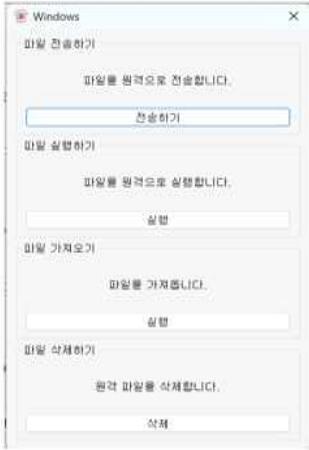 Windows
파일 전송하기
파일을 원격으로 전송합니다.
전송하기
파일 실행하기
파일을 원격으로 실행합니다.
실행
파일 가져오기
파일을 가져옵니다.
실행
파일 삭제하기
원격 파일을 삭제합니다.
삭제